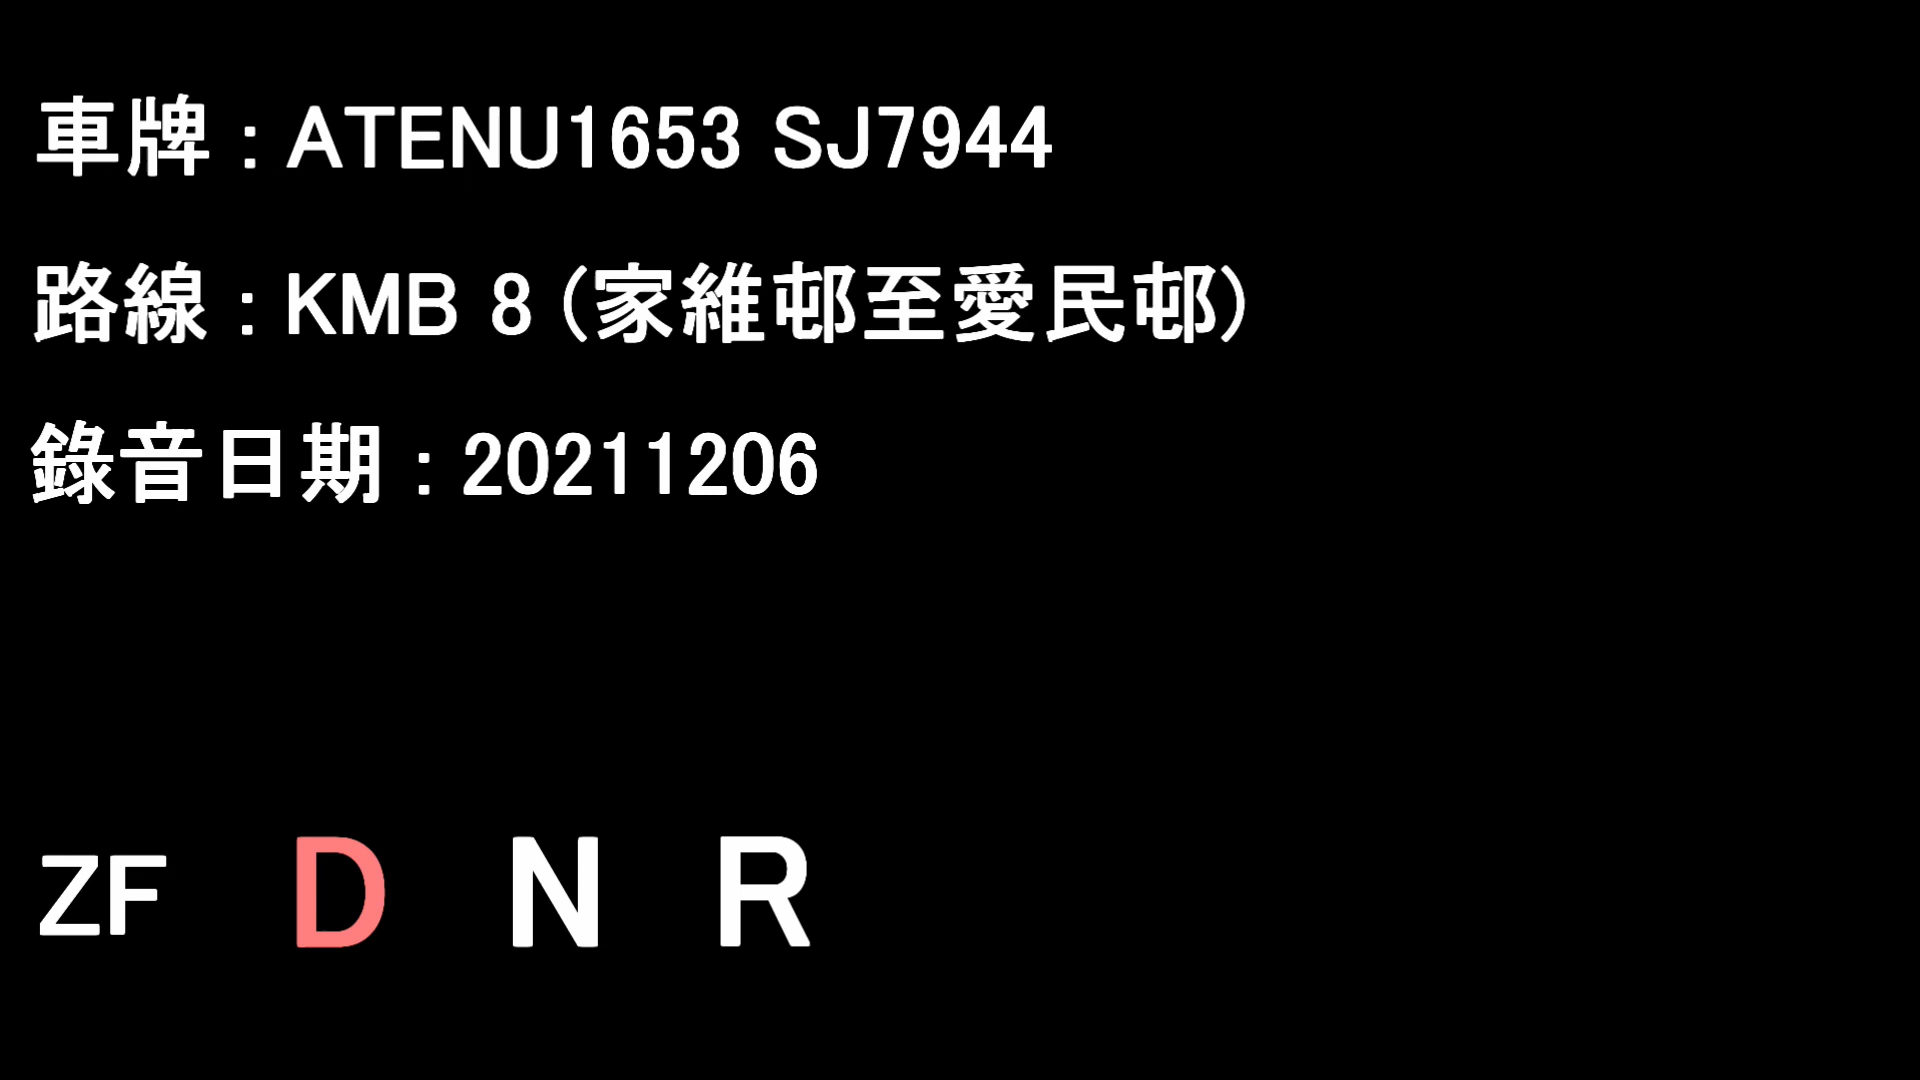 車牌 : ATENU1653 SJ7944
路線 : KMB 8 (家維邨至愛民邨)
錄音日期 : 20211206
ZF D N R